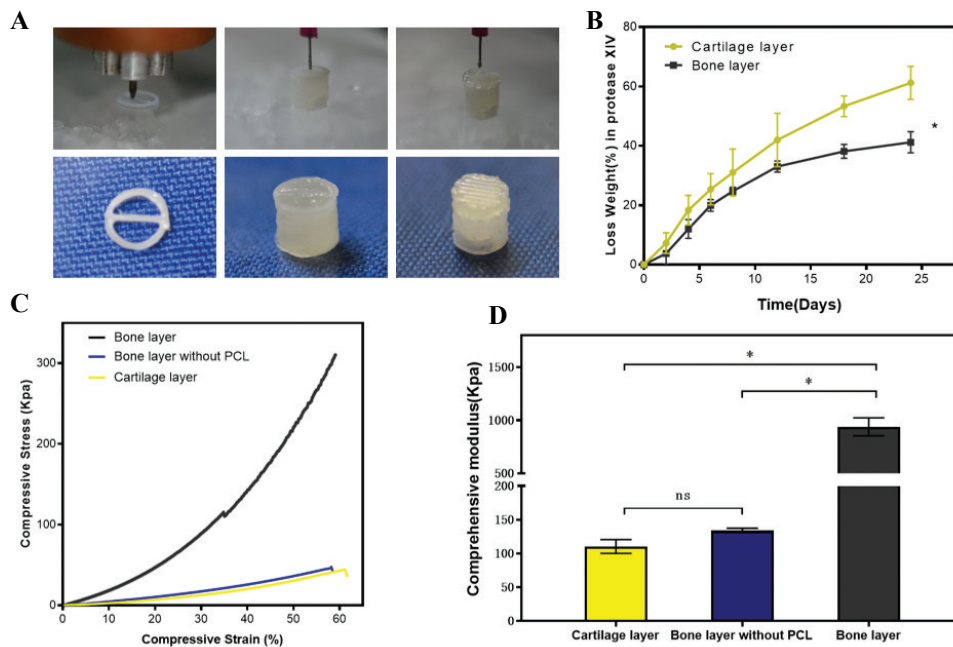 A
B
Loss Weight(%) in protease XIV
80
60
40
20
0
Cartilage layer
Bone layer
*
0 5 10 15 20 25
Time(Days)
C
Compressive Stress (Kpa)
300
200
100
0
Bone layer
Bone layer without PCL
Cartilage layer
0 10 20 30 40 50 60
Compressive Strain (%)
D
Comprehensive modulus(Kpa)
1500
1000
500
200
150
100
50
0
*
*
ns
Cartilage layer Bone layer without PCL Bone layer